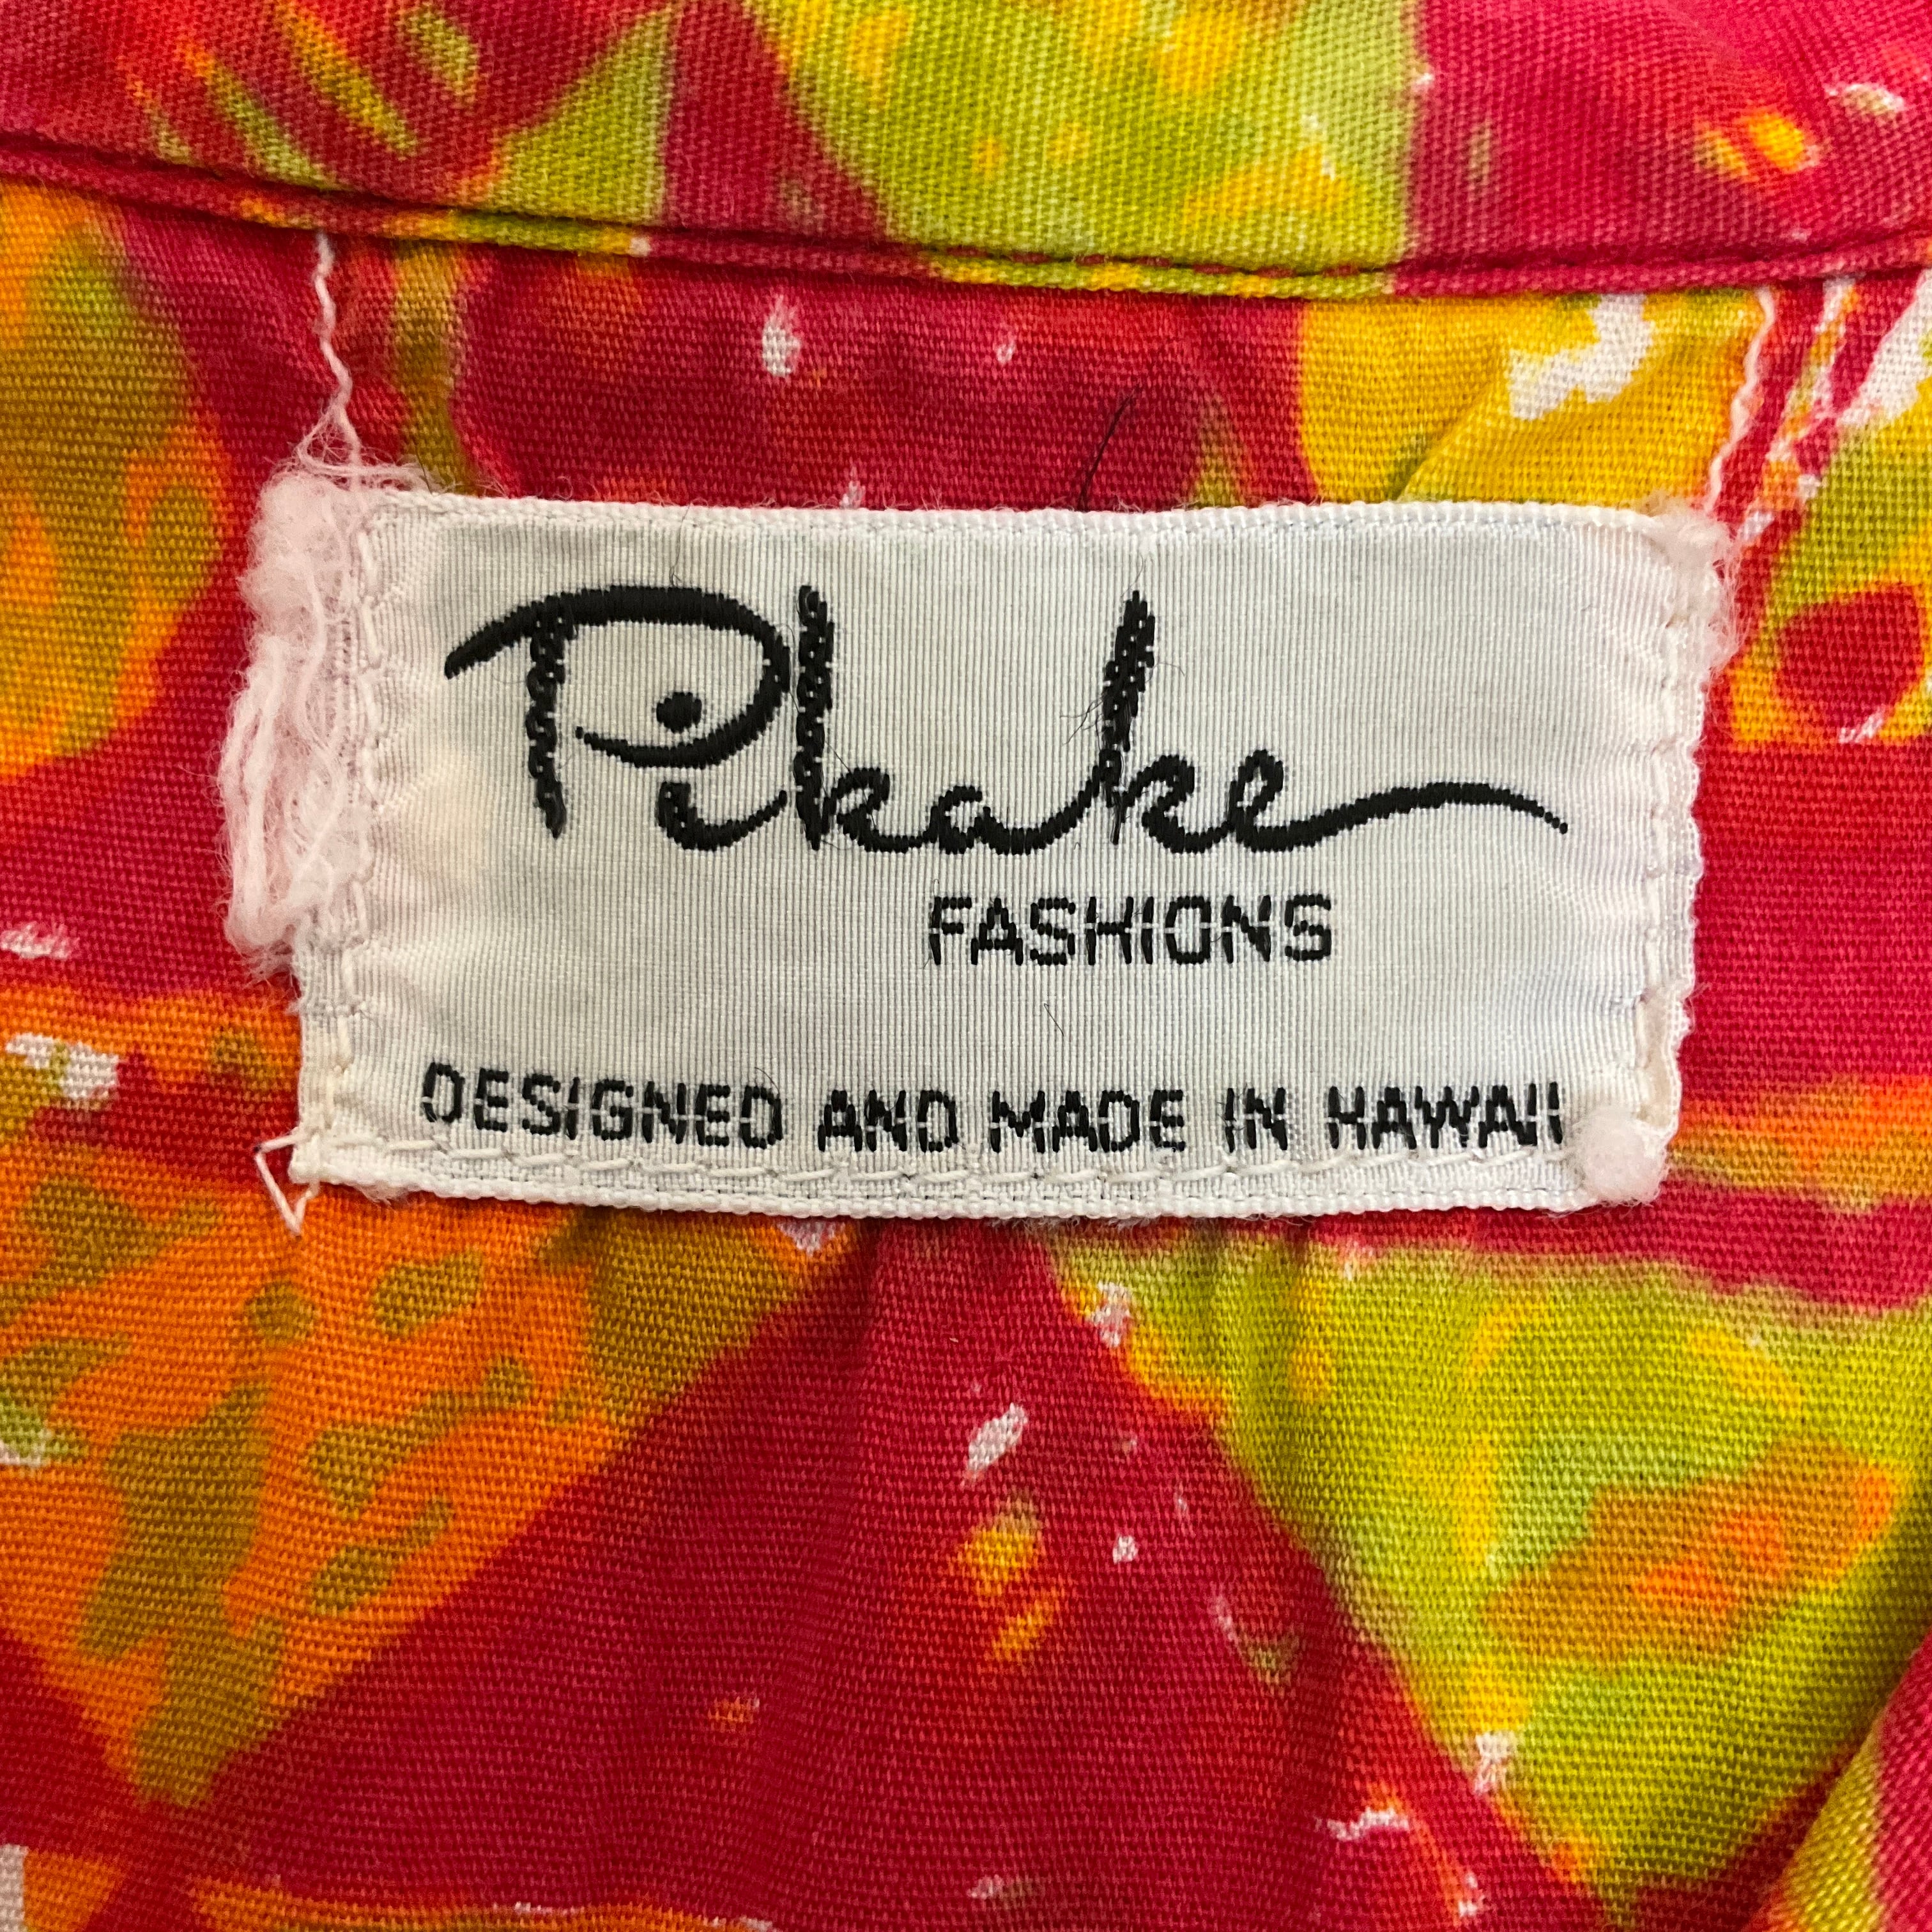 Pikake
FASHIONS
DESIGNED AND MADE IN HAWAII